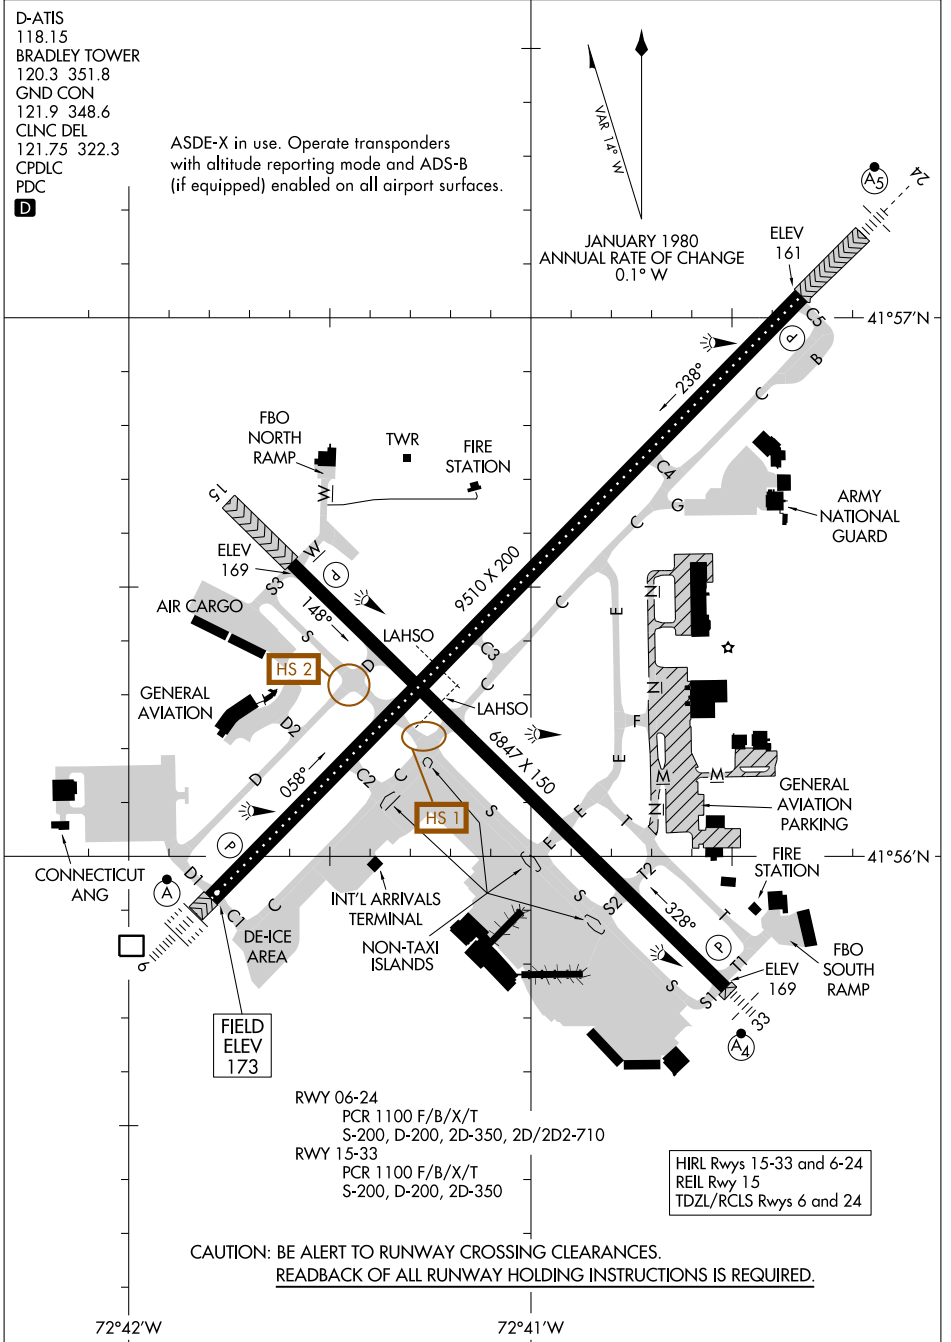 D-ATIS
118.15
BRADLEY TOWER
120.3 351.8
GND CON
121.9 348.6
CLNC DEL
121.75 322.3
CPDLC
PDC
D
ASDE-X in use. Operate transponders
with altitude reporting mode and ADS-B
(if equipped) enabled on all airport surfaces.
VAR 14° W
JANUARY 1980
ANNUAL RATE OF CHANGE
0.1° W
A5
24
ELEV
161
C5
41°57'N
P
B
238°
C
FBO
NORTH
RAMP
TWR
FIRE
STATION
C4
G
C
ARMY
NATIONAL
GUARD
15
W
ELEV
169
W
P
9510 X 200
S3
148°
C
E
N
AIR CARGO
S
LAHSO
D
C3
HS 2
C
N
GENERAL
AVIATION
LAHSO
D2
F
6847 X 150
E
D
058°
C2
C
C
M
M
HS 1
S
E
E
T
N
GENERAL
AVIATION
PARKING
P
41°56'N
CONNECTICUT
ANG
A
D1
C1
C
INT'L ARRIVALS
TERMINAL
S
S2
T2
T
FIRE
STATION
328°
P
DE-ICE
AREA
NON-TAXI
ISLANDS
6
T1
ELEV
169
FBO
SOUTH
RAMP
S
S1
33
A4
FIELD
ELEV
173
RWY 06-24
PCR 1100 F/B/X/T
S-200, D-200, 2D-350, 2D/2D2-710
RWY 15-33
PCR 1100 F/B/X/T
S-200, D-200, 2D-350
HIRL Rwys 15-33 and 6-24
REIL Rwy 15
TDZL/RCLS Rwys 6 and 24
CAUTION: BE ALERT TO RUNWAY CROSSING CLEARANCES.
READBACK OF ALL RUNWAY HOLDING INSTRUCTIONS IS REQUIRED.
72°42'W
72°41'W